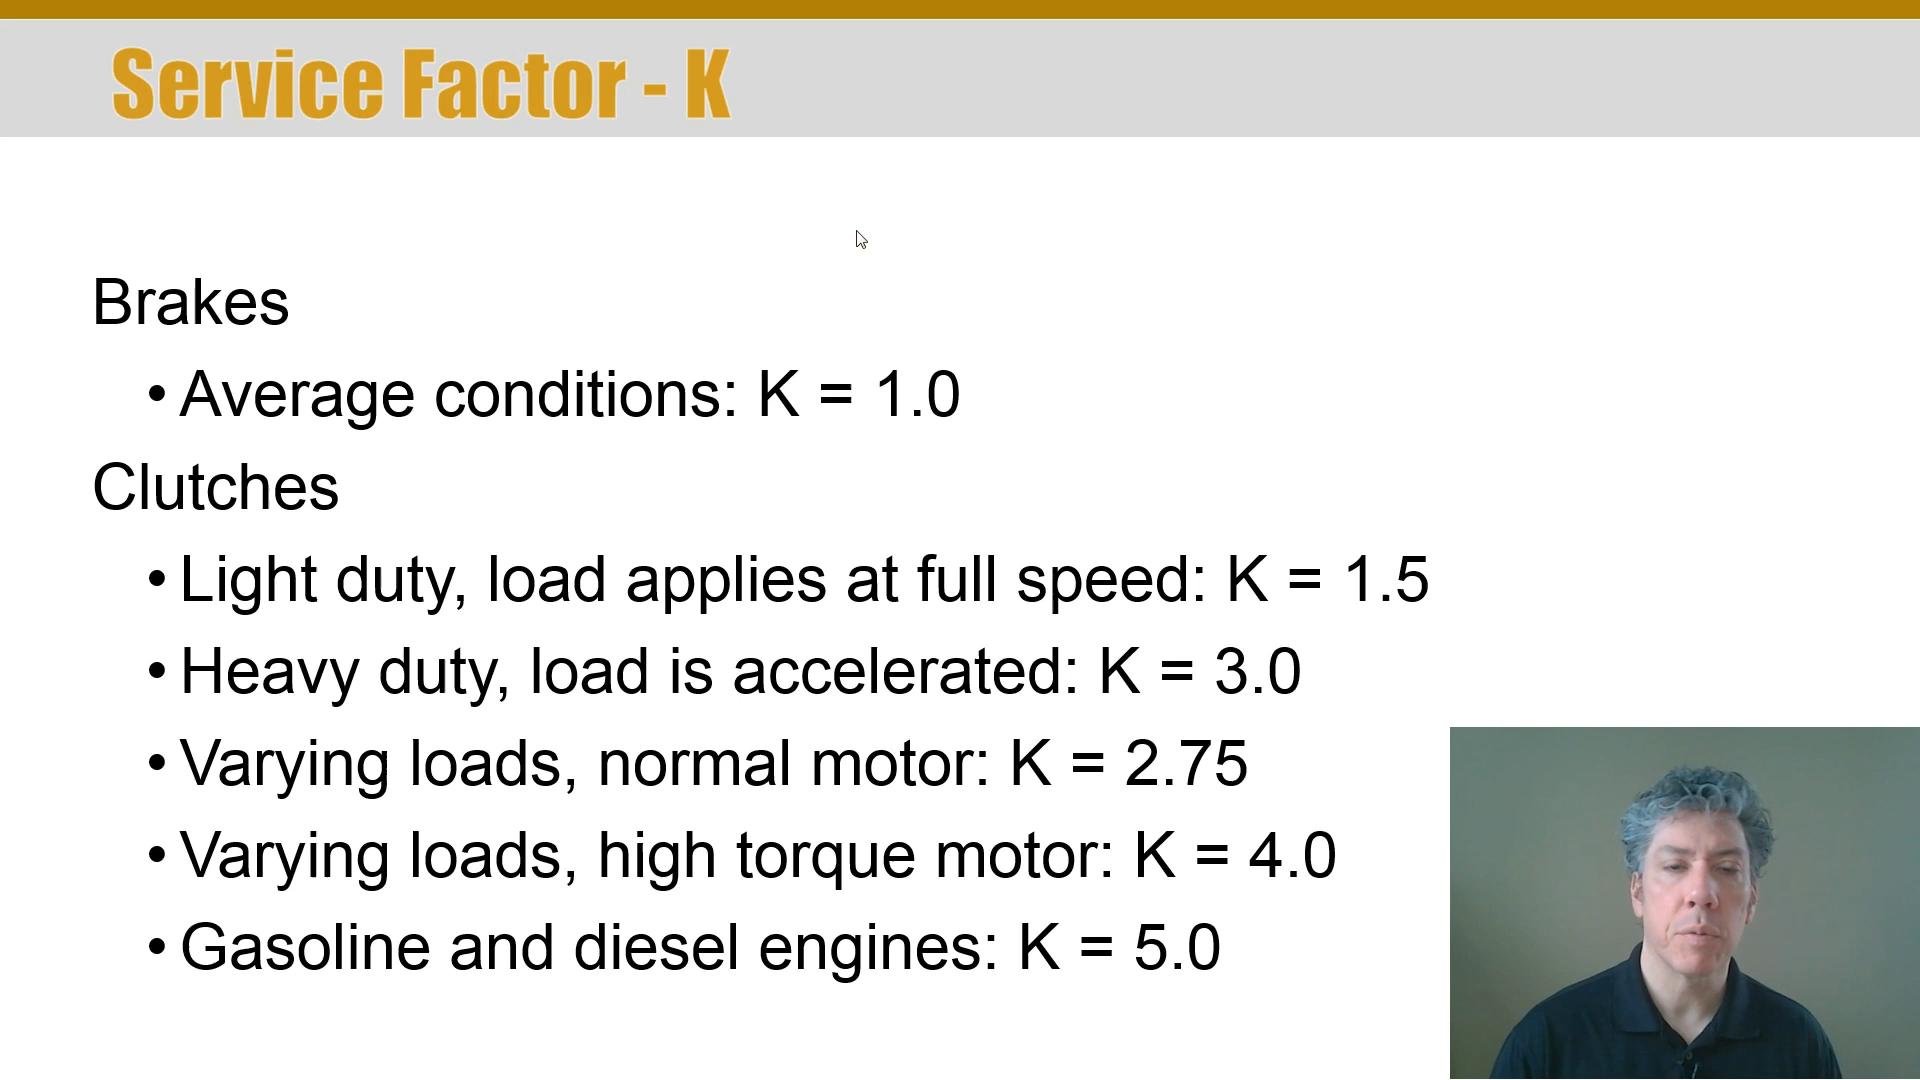 Service Factor - K
Brakes
• Average conditions: K = 1.0
Clutches
• Light duty, load applies at full speed: K = 1.5
• Heavy duty, load is accelerated: K = 3.0
• Varying loads, normal motor: K = 2.75
• Varying loads, high torque motor: K = 4.0
• Gasoline and diesel engines: K = 5.0